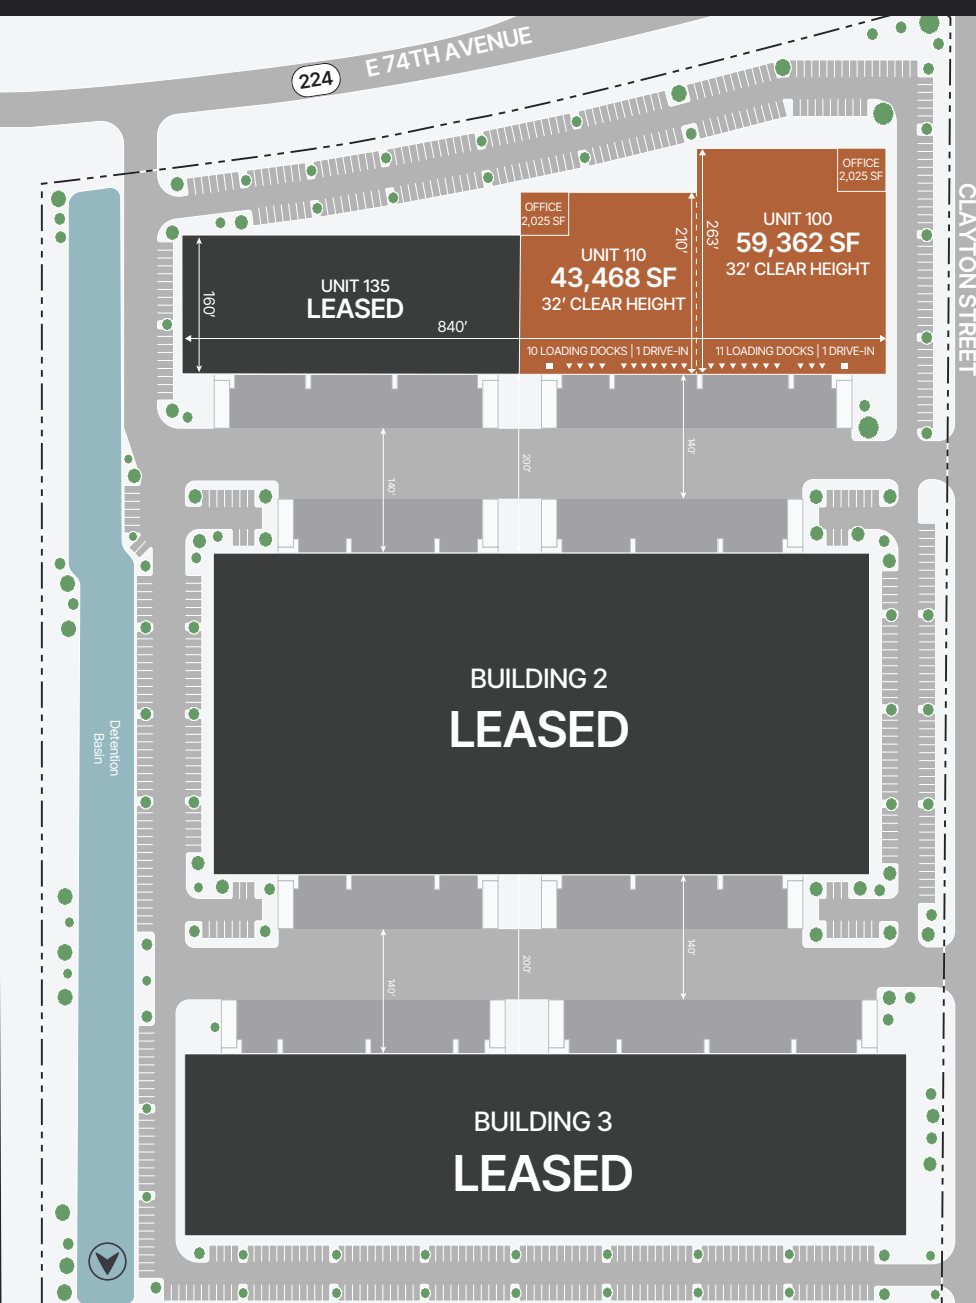 E 74TH AVENUE
224
CLAYTON STREET
OFFICE
2,025 SF
UNIT 100
59,362 SF
32’ CLEAR HEIGHT
263’
11 LOADING DOCKS | 1 DRIVE-IN
OFFICE
2,025 SF
UNIT 110
43,468 SF
32’ CLEAR HEIGHT
210’
10 LOADING DOCKS | 1 DRIVE-IN
UNIT 135
LEASED
160’
840’
140’
200’
140’
BUILDING 2
LEASED
Detention
Basin
140’
200’
140’
BUILDING 3
LEASED